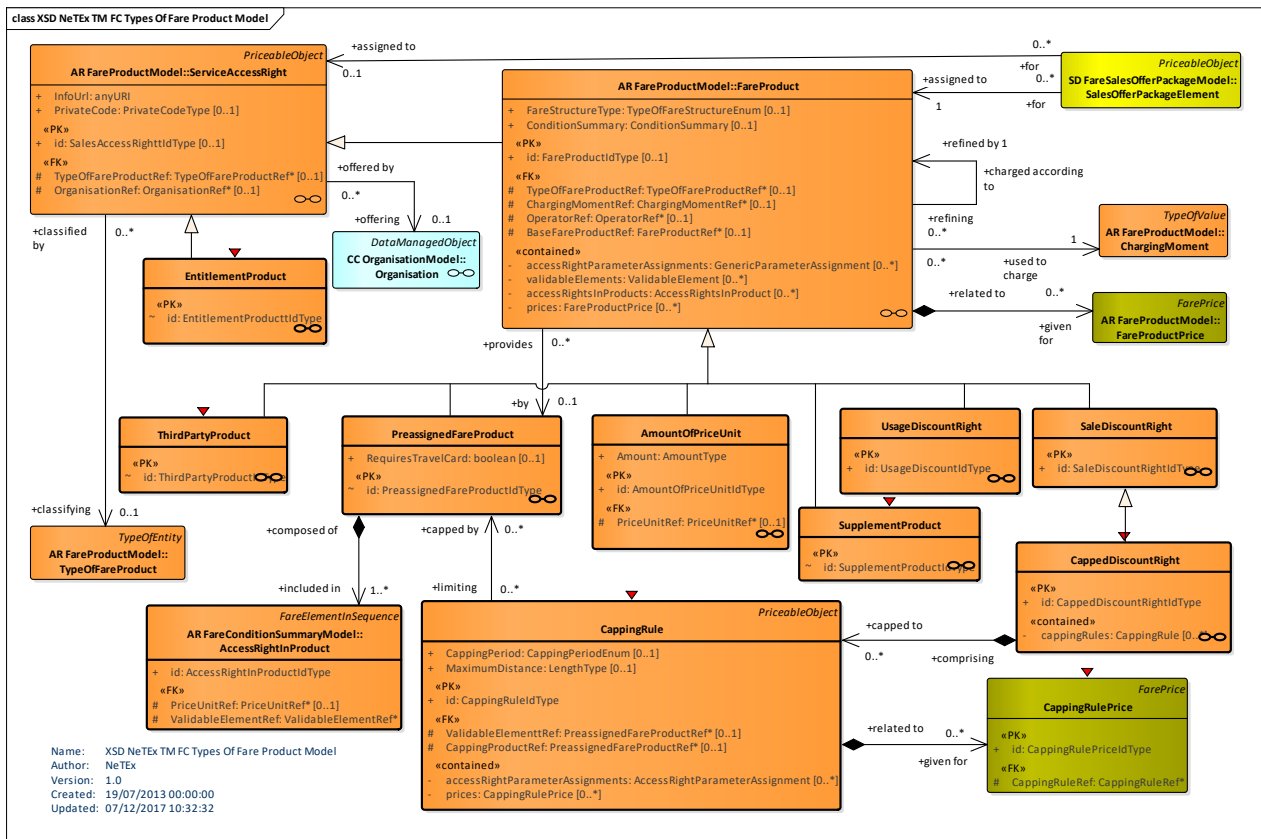 class XSD NeTEx TM FC Types Of Fare Product Model
PriceableObject
AR FareProductModel::ServiceAccessRight
+ InfoUrl: anyURI
+ PrivateCode: PrivateCodeType [0..1]
«PK»
+ id: SalesAccessRighttIdType [0..1]
«FK»
# TypeOfFareProductRef: TypeOfFareProductRef* [0..1]
# OrganisationRef: OrganisationRef* [0..1]
+assigned to
0..1
0..*
+for
PriceableObject
SD FareSalesOfferPackageModel::
SalesOfferPackageElement
+assigned to
1
0..*
+for
AR FareProductModel::FareProduct
+ FareStructureType: TypeOfFareStructureEnum [0..1]
+ ConditionSummary: ConditionSummary [0..1]
«PK»
+ id: FareProductIdType [0..1]
«FK»
# TypeOfFareProductRef: TypeOfFareProductRef* [0..1]
# ChargingMomentRef: ChargingMomentRef* [0..1]
# OperatorRef: OperatorRef* [0..1]
# BaseFareProductRef: FareProductRef* [0..1]
«contained»
- accessRightParameterAssignments: GenericParameterAssignment [0..*]
- validableElements: ValidableElement [0..*]
- accessRightsInProducts: AccessRightsInProduct [0..*]
- prices: FareProductPrice [0..*]
+refined by 1
+charged according
to
+refining
0..*
0..*
1
+used to
charge
TypeOfValue
AR FareProductModel::
ChargingMoment
+related to
0..*
+given
for
FarePrice
AR FareProductModel::
FareProductPrice
+offered by
0..*
+offering
0..1
DataManagedObject
CC OrganisationModel::
Organisation
+classified
by
0..*
EntitlementProduct
«PK»
~ id: EntitlementProducttIdType
+provides
0..*
+by
0..1
ThirdPartyProduct
«PK»
~ id: ThirdPartyProductIdType
PreassignedFareProduct
+ RequiresTravelCard: boolean [0..1]
«PK»
~ id: PreassignedFareProductIdType
AmountOfPriceUnit
+ Amount: AmountType
«PK»
+ id: AmountOfPriceUnitIdType
«FK»
# PriceUnitRef: PriceUnitRef* [0..1]
UsageDiscountRight
«PK»
+ id: UsageDiscountIdType
SaleDiscountRight
«PK»
+ id: SaleDiscountRightIdType
SupplementProduct
«PK»
~ id: SupplementProductIdType
+classifying
0..1
TypeOfEntity
AR FareProductModel::
TypeOfFareProduct
+composed of
+included in
1..*
+capped by
0..*
+limiting
0..*
CappedDiscountRight
«PK»
+ id: CappedDiscountRightIdType
«contained»
- cappingRules: CappingRule [0..*]
FareElementInSequence
AR FareConditionSummaryModel::
AccessRightInProduct
+ id: AccessRightInProductIdType
«FK»
# PriceUnitRef: PriceUnitRef* [0..1]
# ValidableElementRef: ValidableElementRef*
PriceableObject
CappingRule
+ CappingPeriod: CappingPeriodEnum [0..1]
+ MaximumDistance: LengthType [0..1]
«PK»
+ id: CappingRuleIdType
«FK»
# ValidableElementtRef: PreassignedFareProductRef* [0..1]
# CappingProductRef: PreassignedFareProductRef* [0..1]
«contained»
- accessRightParameterAssignments: AccessRightParameterAssignment [0..*]
- prices: CappingRulePrice [0..*]
+capped to
0..*
+comprising
+related to
0..*
+given for
FarePrice
CappingRulePrice
«PK»
+ id: CappingRulePriceIdType
«FK»
# CappingRuleRef: CappingRuleRef*
Name: XSD NeTEx TM FC Types Of Fare Product Model
Author: NeTEx
Version: 1.0
Created: 19/07/2013 00:00:00
Updated: 07/12/2017 10:32:32